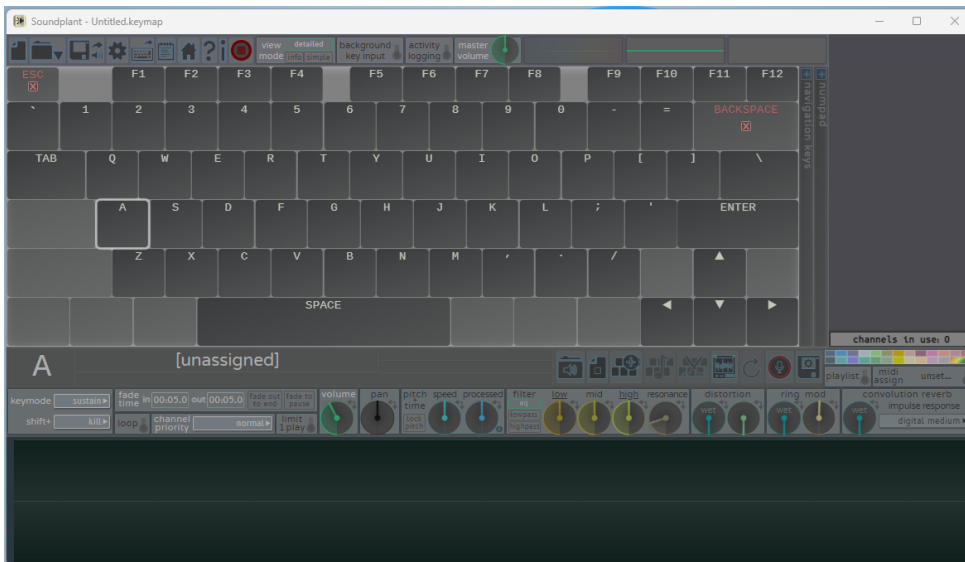 Soundplant - Untitled.keymap
view mode detailed info simple
background key input
activity logging
master volume
ESC F1 F2 F3 F4 F5 F6 F7 F8 F9 F10 F11 F12
` 1 2 3 4 5 6 7 8 9 0 - = BACKSPACE
TAB Q W E R T Y U I O P [ ] \
A S D F G H J K L ; ' ENTER
Z X C V B N M , . /
SPACE
navigation keys
numpad
channels in use: 0
A [unassigned]
playlist midi assign unset...
keymode sustain fade time in 00:05.0 out 00:05.0 fade out to end fade to pause
shift+ kill loop channel priority normal limit 1 play
volume pan pitch speed processed
time
lock pitch
filter low mid high resonance
eq
lowpass
highpass
distortion
wet
ring mod
wet
convolution reverb
wet impulse response
digital medium